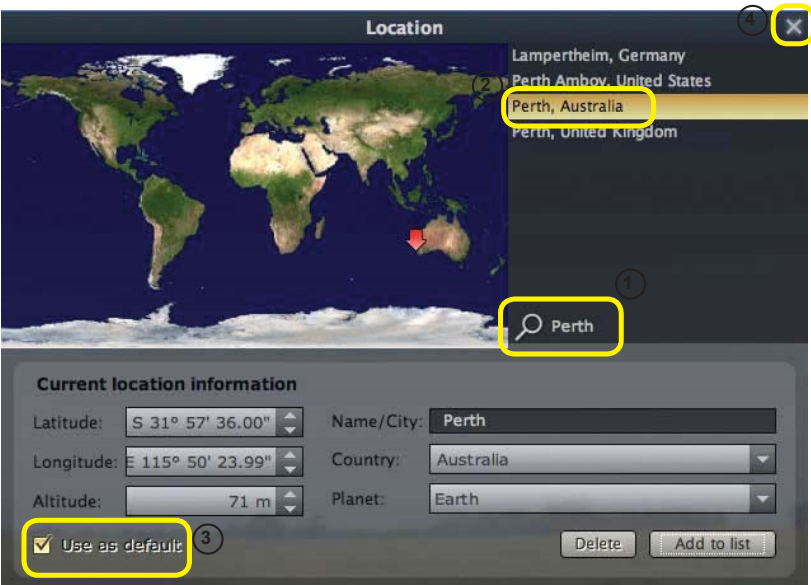 Location
4
Lampertheim, Germany
2
Perth Amboy, United States
Perth, Australia
Perth, United Kingdom
1
Perth
Current location information
Latitude: S 31° 57' 36.00" Name/City: Perth
Longitude: E 115° 50' 23.99" Country: Australia
Altitude: 71 m Planet: Earth
Use as default 3 Delete Add to list